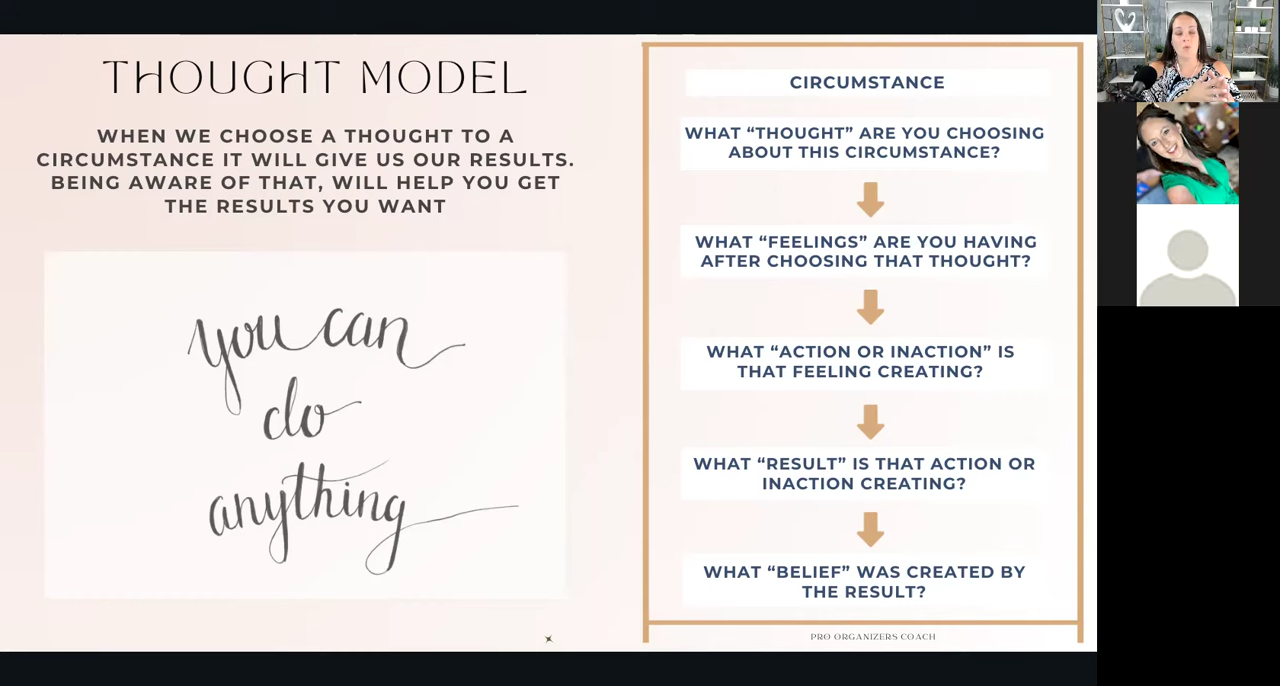 THOUGHT MODEL
WHEN WE CHOOSE A THOUGHT TO A
CIRCUMSTANCE IT WILL GIVE US OUR RESULTS.
BEING AWARE OF THAT, WILL HELP YOU GET
THE RESULTS YOU WANT
you can
do
anything
CIRCUMSTANCE
WHAT “THOUGHT” ARE YOU CHOOSING
ABOUT THIS CIRCUMSTANCE?
WHAT “FEELINGS” ARE YOU HAVING
AFTER CHOOSING THAT THOUGHT?
WHAT “ACTION OR INACTION” IS
THAT FEELING CREATING?
WHAT “RESULT” IS THAT ACTION OR
INACTION CREATING?
WHAT “BELIEF” WAS CREATED BY
THE RESULT?
PRO ORGANIZERS COACH